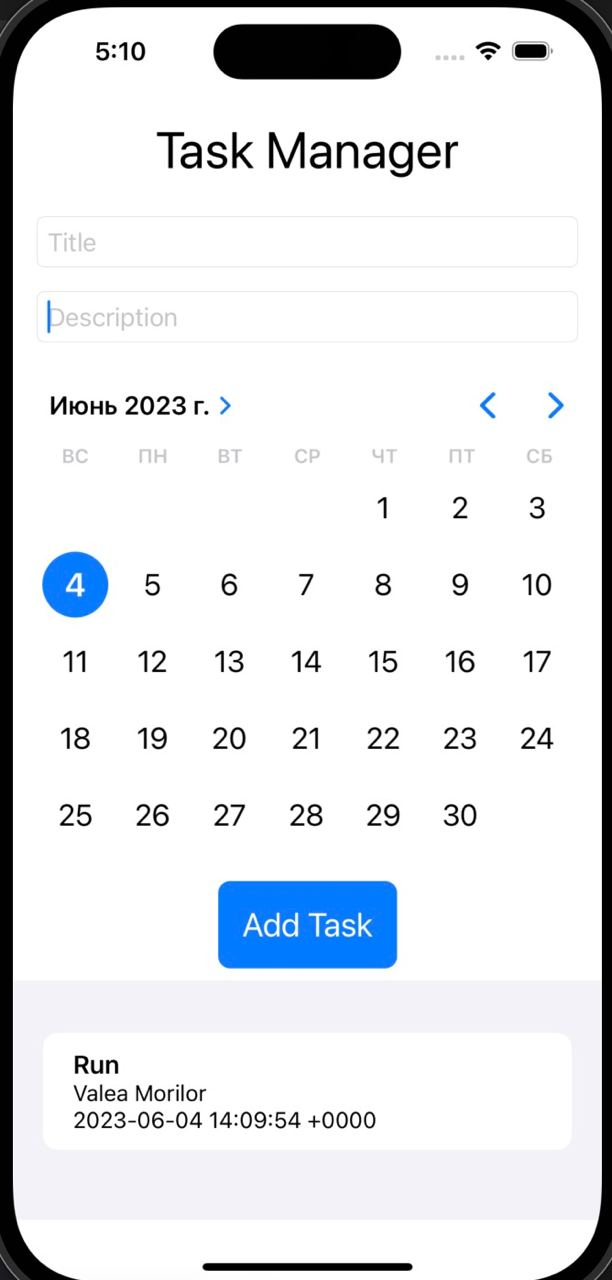 5:10
Task Manager
Title
Description
Июнь 2023 г.
ВС ПН ВТ СР ЧТ ПТ СБ
1 2 3
4 5 6 7 8 9 10
11 12 13 14 15 16 17
18 19 20 21 22 23 24
25 26 27 28 29 30
Add Task
Run
Valea Morilor
2023-06-04 14:09:54 +0000